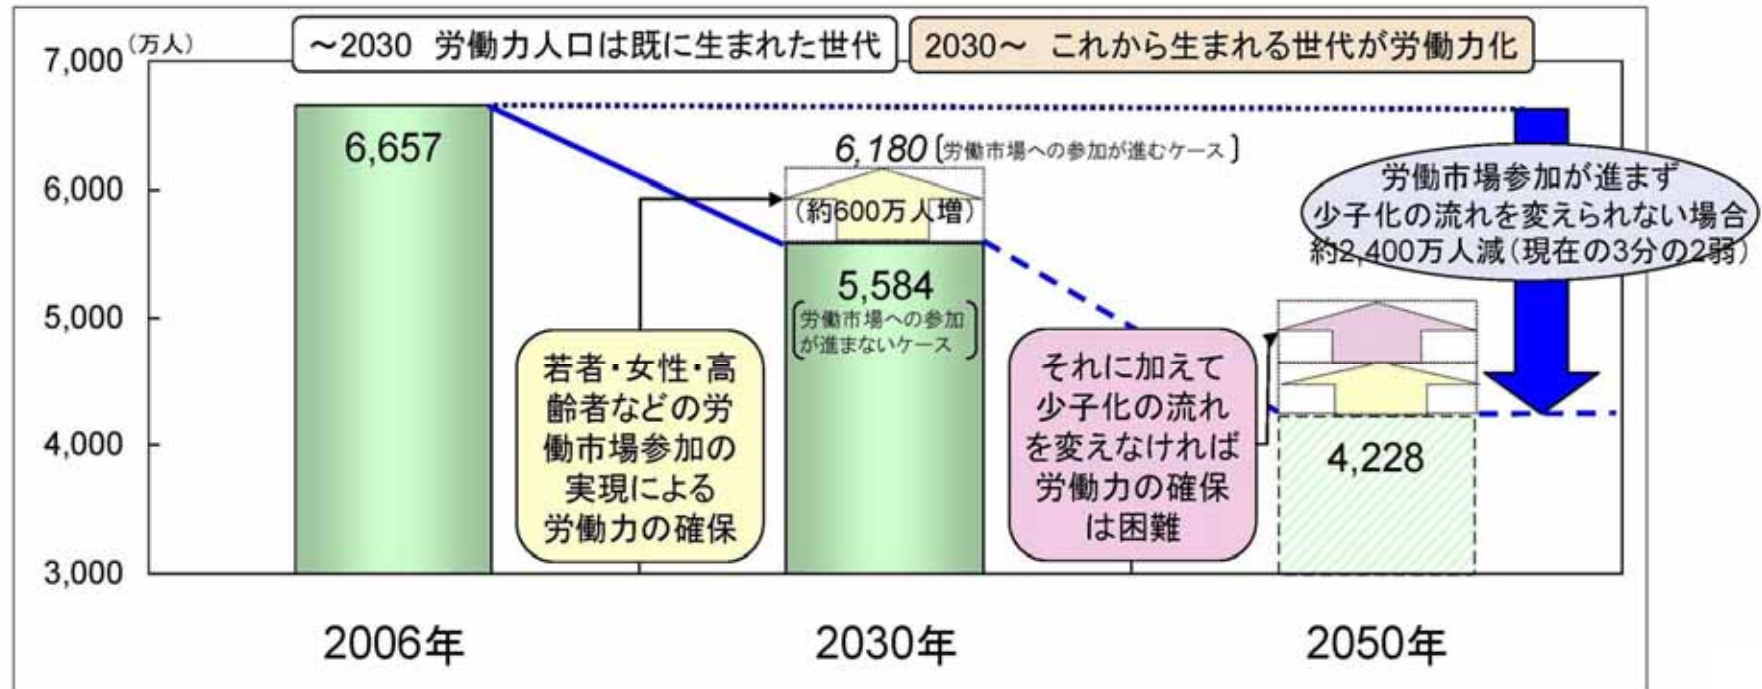 (万人)
～2030 労働力人口は既に生まれた世代
2030～ これから生まれる世代が労働力化
7,000
6,000
5,000
4,000
3,000
6,657
6,180〔労働市場への参加が進むケース〕
(約600万人増)
5,584
〔労働市場への参加
が進まないケース〕
若者・女性・高
齢者などの労
働市場参加の
実現による
労働力の確保
それに加えて
少子化の流れ
を変えなければ
労働力の確保
は困難
労働市場参加が進まず
少子化の流れを変えられない場合
約2,400万人減(現在の3分の2弱)
4,228
2006年
2030年
2050年